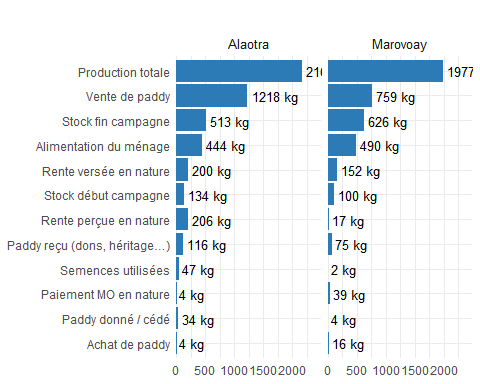 Alaotra Marovoay
Production totale 1977
Vente de paddy 1218 kg 759 kg
Stock fin campagne 513 kg 626 kg
Alimentation du ménage 444 kg 490 kg
Rente versée en nature 200 kg 152 kg
Stock début campagne 134 kg 100 kg
Rente perçue en nature 206 kg 17 kg
Paddy reçu (dons, héritage...) 116 kg 75 kg
Semences utilisées 47 kg 2 kg
Paiement MO en nature 4 kg 39 kg
Paddy donné / cédé 34 kg 4 kg
Achat de paddy 4 kg 16 kg
0 500 1000 1500 2000 0 500 1000 1500 2000